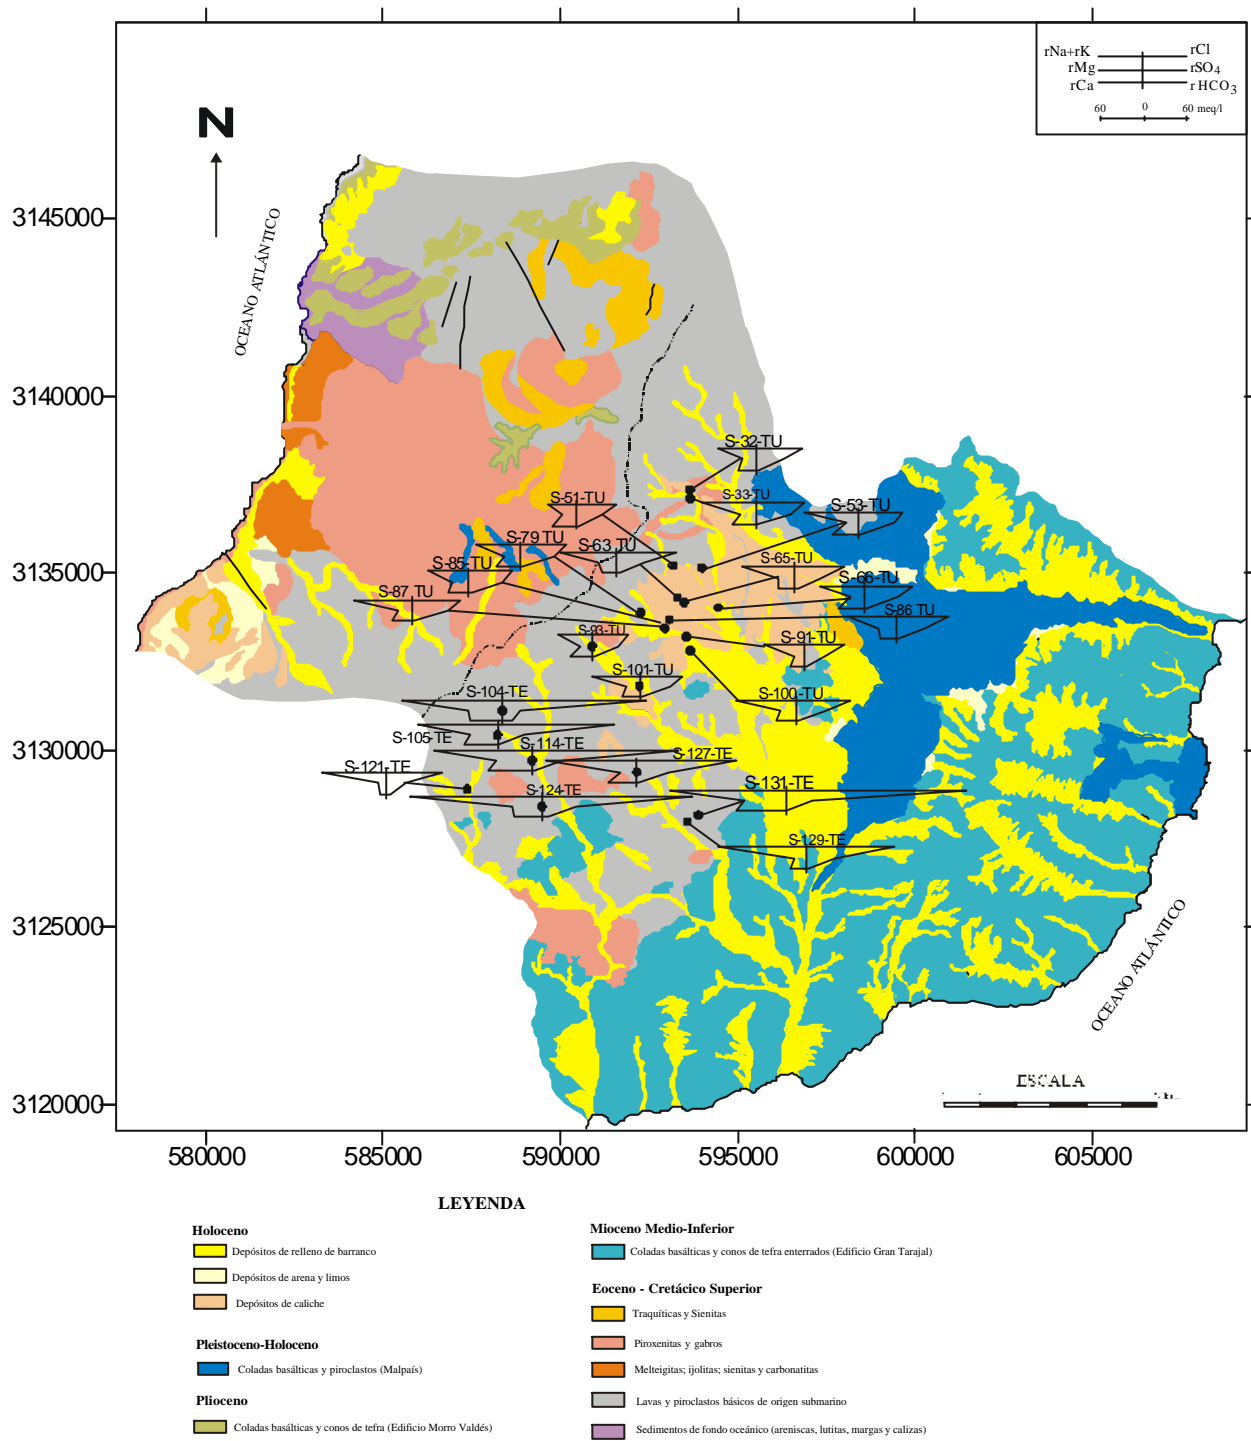 rNa+rK rCl
rMg rSO4
rCa rHCO3
60 0 60 meq/l
N
OCEANO ATLÁNTICO
3145000
3140000
3135000
3130000
3125000
3120000
S-32-TU
S-51-TU
S-33-TU
S-53-TU
S-79 TU
S-63-TU
S-65-TU
S-85-TU
S-66-TU
S-87 TU
S-86 TU
S-93-TU
S-91-TU
S-101-TU
S-104-TE
S-100-TU
S-105-TE
S-114-TE
S-127-TE
S-121-TE
S-124-TE
S-131-TE
S-129-TE
OCEANO ATLÁNTICO
ESCALA
580000 585000 590000 595000 600000 605000
LEYENDA
Holoceno
Depósitos de relleno de barranco
Depósitos de arena y limos
Depósitos de caliche
Pleistoceno-Holoceno
Coladas basálticas y piroclastos (Malpaís)
Plioceno
Coladas basálticas y conos de tefra (Edificio Morro Valdés)
Mioceno Medio-Inferior
Coladas basálticas y conos de tefra enterrados (Edificio Gran Tarajal)
Eoceno - Cretácico Superior
Traquíticas y Sienitas
Piroxenitas y gabros
Melteigitas; ijolitas; sienitas y carbonatitas
Lavas y piroclastos básicos de origen submarino
Sedimentos de fondo oceánico (areniscas, lutitas, margas y calizas)